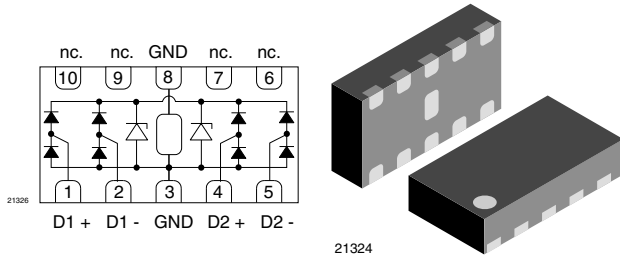 nc. nc. GND nc. nc.
10 9 8 7 6
1 2 3 4 5
21326
D1 + D1 - GND D2 + D2 -
21324